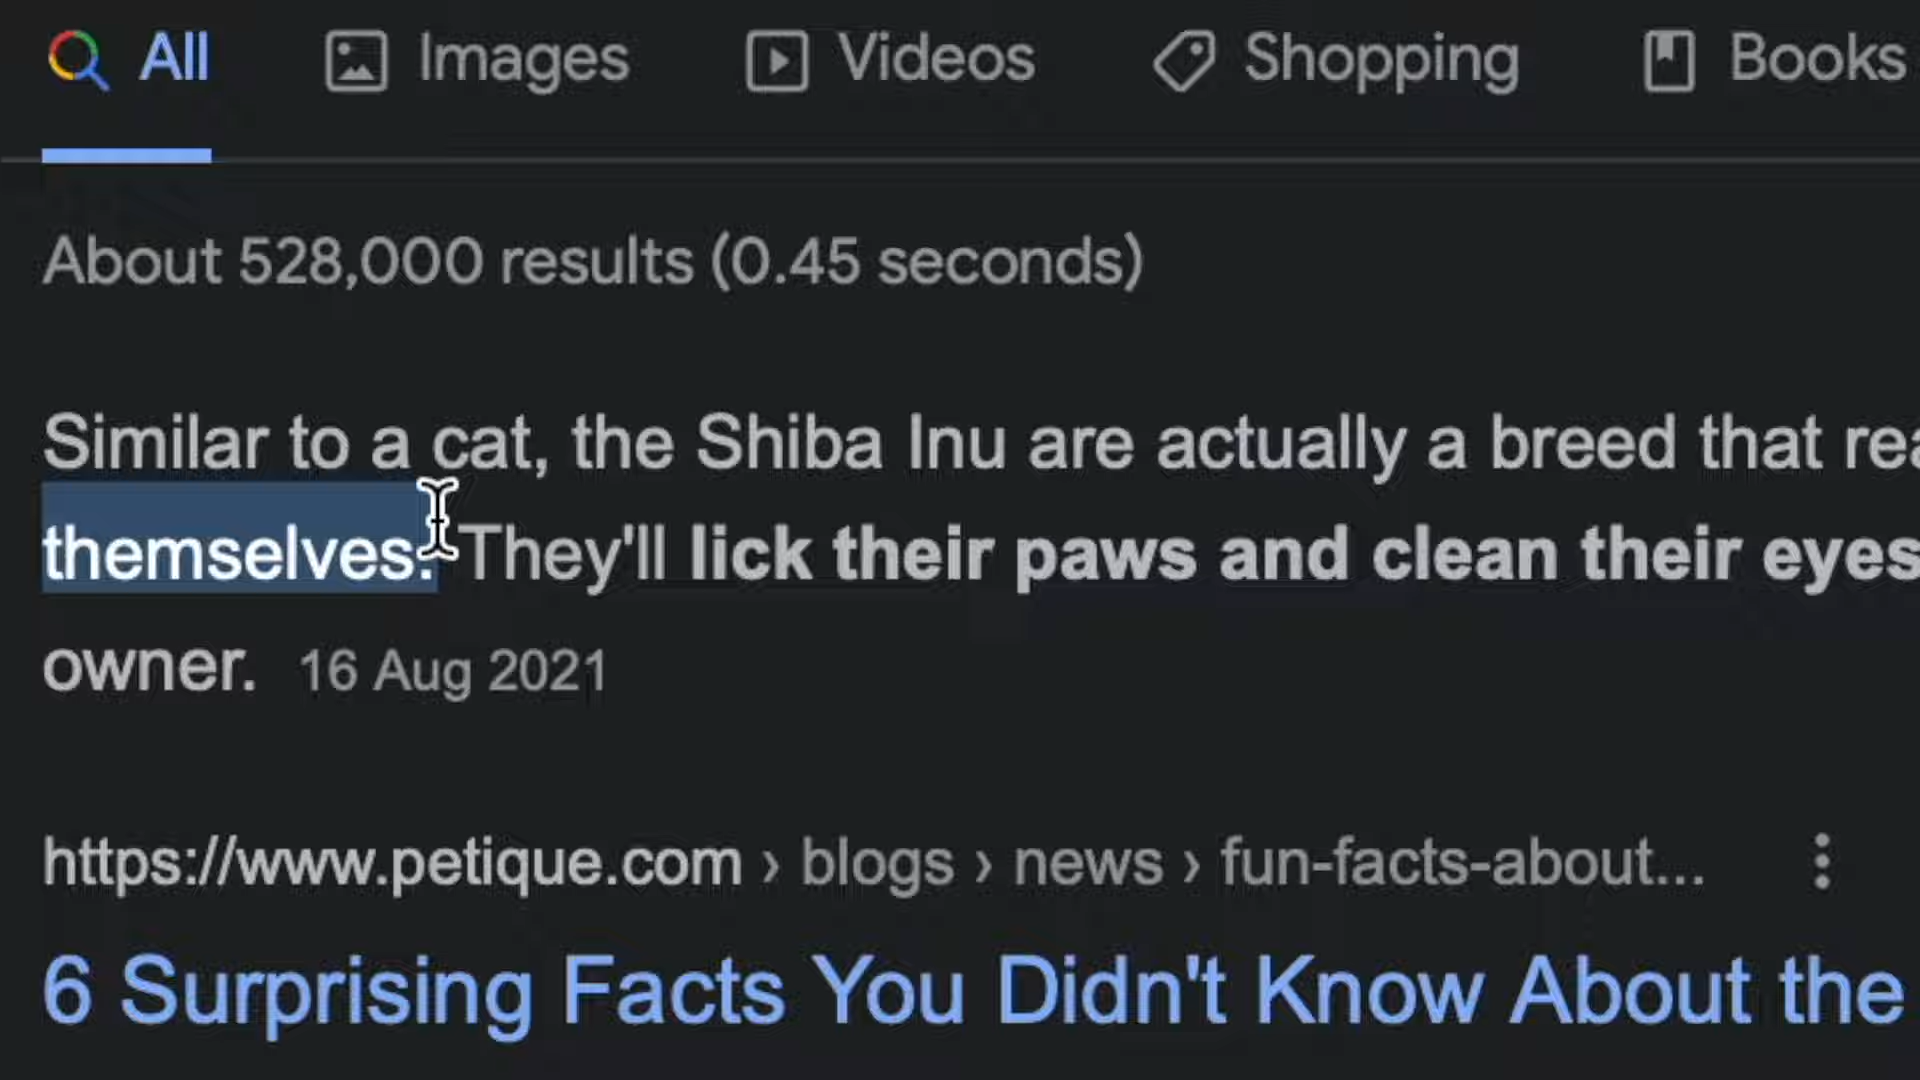 All Images Videos Shopping Books
About 528,000 results (0.45 seconds)
Similar to a cat, the Shiba Inu are actually a breed that
themselves. They'll lick their paws and clean their eyes
owner. 16 Aug 2021
https://www.petique.com › blogs › news › fun-facts-about...
6 Surprising Facts You Didn't Know About the